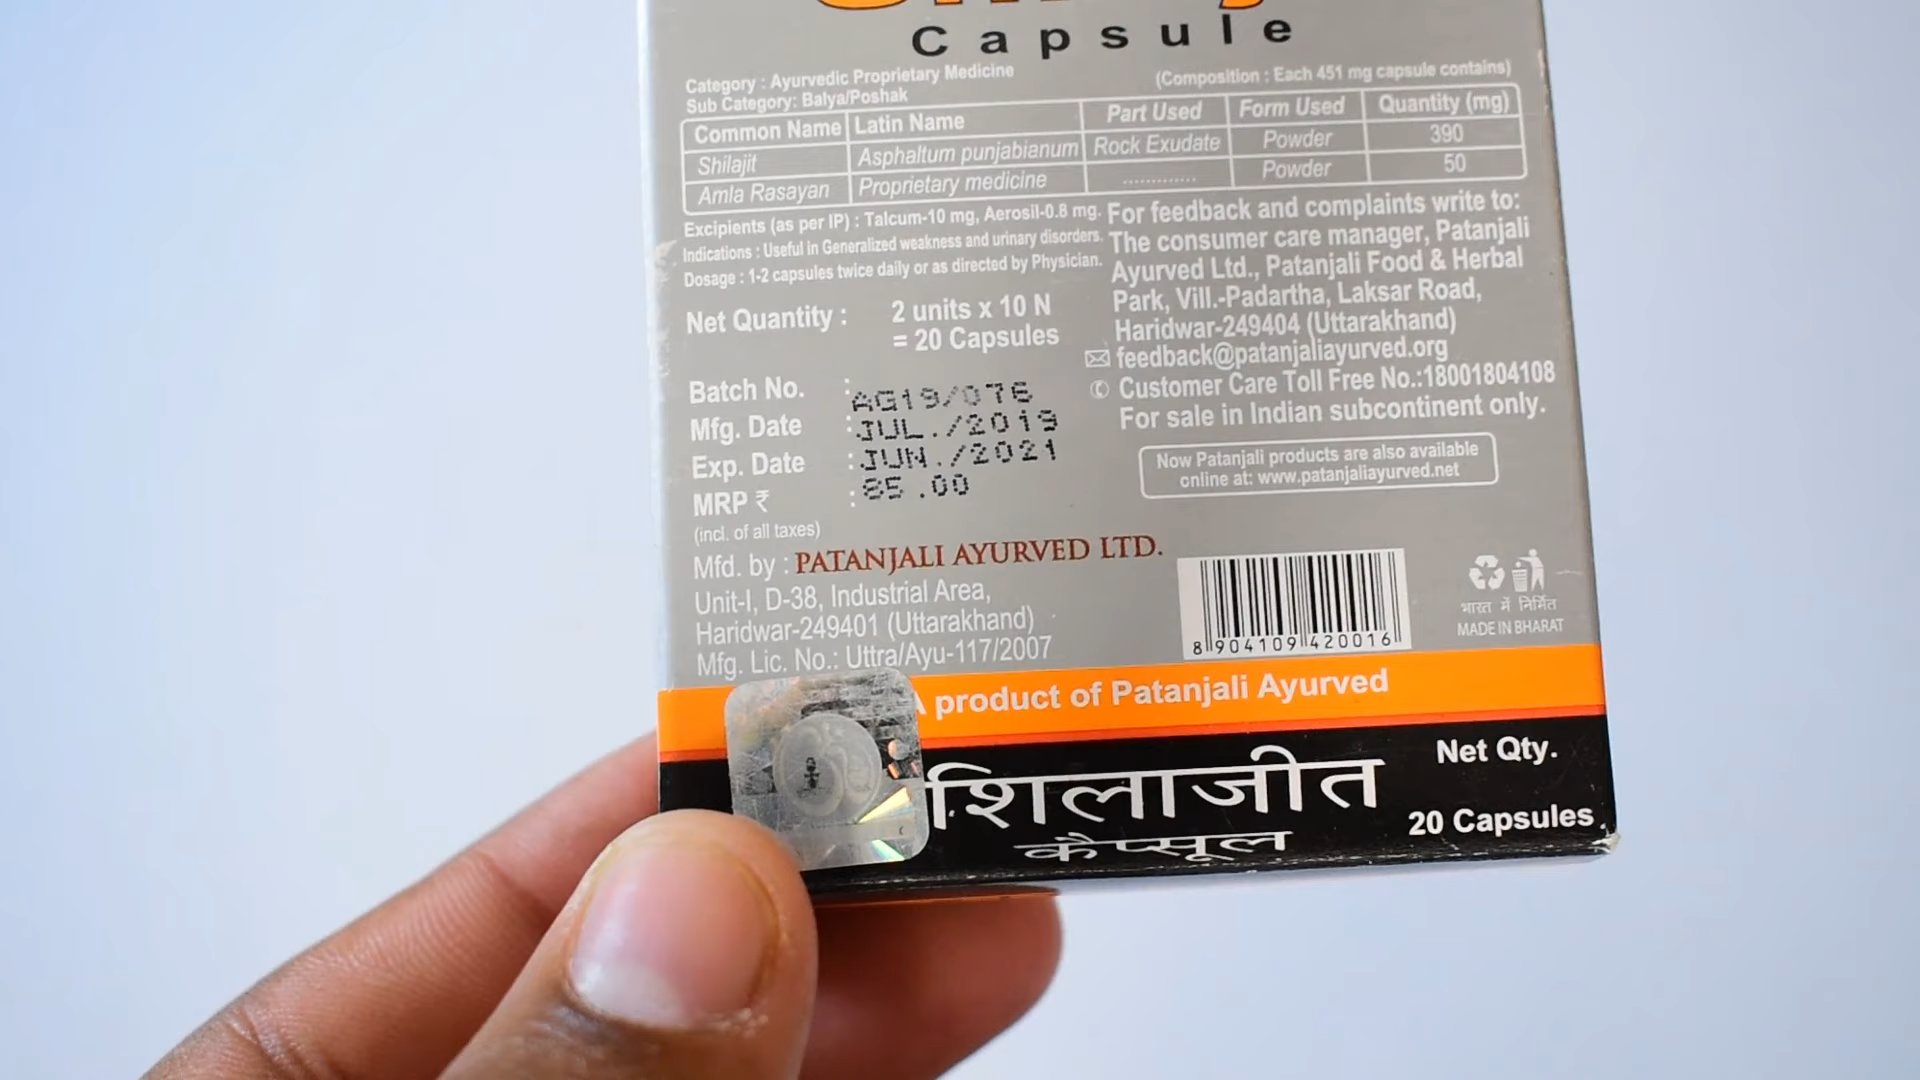 Capsule
Category : Ayurvedic Proprietary Medicine
(Composition : Each 451 mg capsule contains)
Sub Category: Balya/Poshak
Common Name Latin Name Part Used Form Used Quantity (mg)
Shilajit Asphaltum punjabianum Rock Exudate Powder 390
Amla Rasayan Proprietary medicine ............ Powder 50
Excipients (as per IP) : Talcum-10 mg, Aerosil-0.8 mg.
Indications : Useful in Generalized weakness and urinary disorders.
Dosage : 1-2 capsules twice daily or as directed by Physician.
Net Quantity : 2 units x 10 N
= 20 Capsules
Batch No. : AG19/076
Mfg. Date : JUL./2019
Exp. Date : JUN./2021
MRP ₹ : 85.00
(incl. of all taxes)
For feedback and complaints write to:
The consumer care manager, Patanjali
Ayurved Ltd., Patanjali Food & Herbal
Park, Vill.-Padartha, Laksar Road,
Haridwar-249404 (Uttarakhand)
feedback@patanjaliayurved.org
Customer Care Toll Free No.:18001804108
For sale in Indian subcontinent only.
Now Patanjali products are also available
online at: www.patanjaliayurved.net
Mfd. by : PATANJALI AYURVED LTD.
Unit-I, D-38, Industrial Area,
Haridwar-249401 (Uttarakhand)
Mfg. Lic. No.: Uttra/Ayu-117/2007
8 904109 420016
भारत में निर्मित
MADE IN BHARAT
A product of Patanjali Ayurved
शिलाजीत
कैप्सूल
Net Qty.
20 Capsules